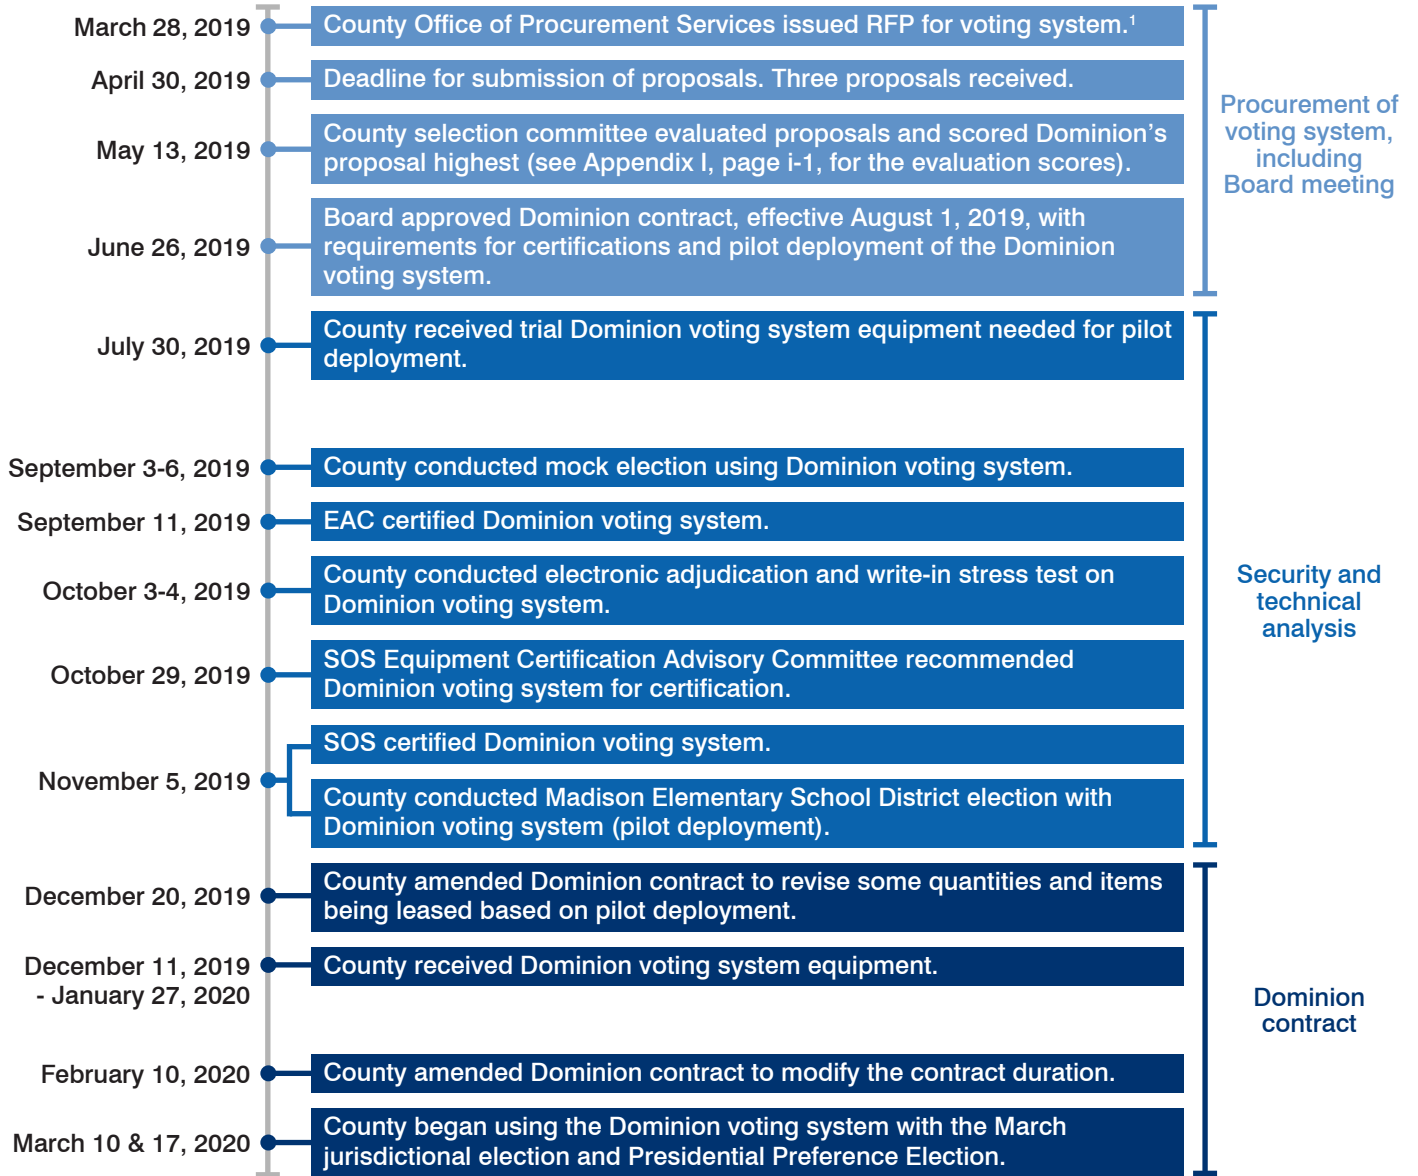 March 28, 2019
County Office of Procurement Services issued RFP for voting system.¹
April 30, 2019
Deadline for submission of proposals. Three proposals received.
May 13, 2019
County selection committee evaluated proposals and scored Dominion's
proposal highest (see Appendix I, page i-1, for the evaluation scores).
June 26, 2019
Board approved Dominion contract, effective August 1, 2019, with
requirements for certifications and pilot deployment of the Dominion
voting system.
Procurement of
voting system,
including
Board meeting
July 30, 2019
County received trial Dominion voting system equipment needed for pilot
deployment.
September 3-6, 2019
County conducted mock election using Dominion voting system.
September 11, 2019
EAC certified Dominion voting system.
October 3-4, 2019
County conducted electronic adjudication and write-in stress test on
Dominion voting system.
October 29, 2019
SOS Equipment Certification Advisory Committee recommended
Dominion voting system for certification.
November 5, 2019
SOS certified Dominion voting system.
County conducted Madison Elementary School District election with
Dominion voting system (pilot deployment).
Security and
technical
analysis
December 20, 2019
County amended Dominion contract to revise some quantities and items
being leased based on pilot deployment.
December 11, 2019
- January 27, 2020
County received Dominion voting system equipment.
February 10, 2020
County amended Dominion contract to modify the contract duration.
March 10 & 17, 2020
County began using the Dominion voting system with the March
jurisdictional election and Presidential Preference Election.
Dominion
contract